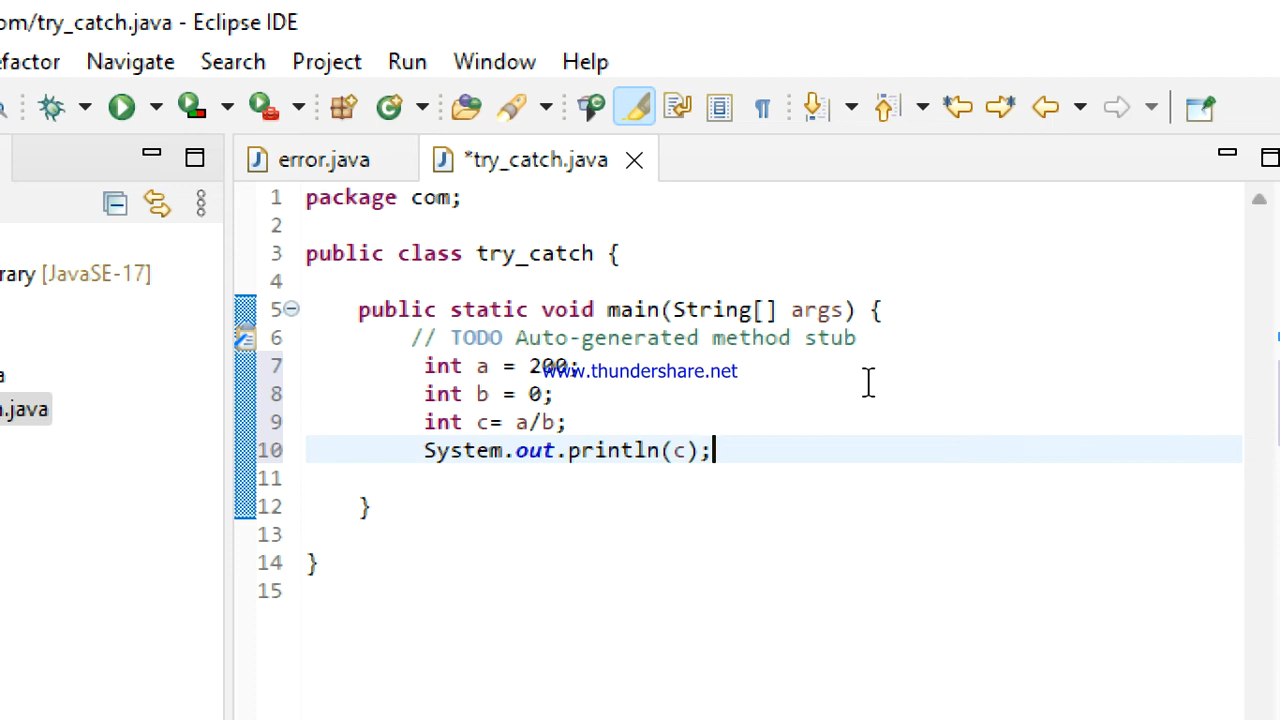 om/try_catch.java - Eclipse IDE
efactor Navigate Search Project Run Window Help
error.java *try_catch.java
rary [JavaSE-17]
a
n.java
1 package com;
2
3 public class try_catch {
4
5 public static void main(String[] args) {
6 // TODO Auto-generated method stub
7 int a = 200;
www.thundershare.net
8 int b = 0;
9 int c= a/b;
10 System.out.println(c);
11
12 }
13
14 }
15